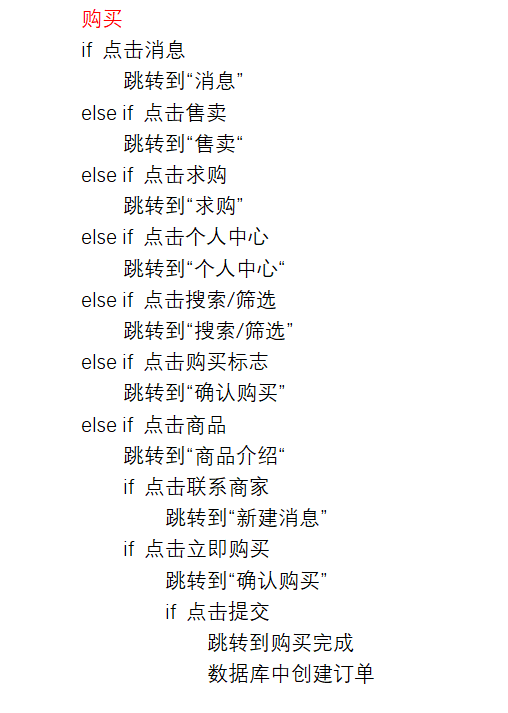 购买
if 点击消息
跳转到“消息”
else if 点击售卖
跳转到“售卖“
else if 点击求购
跳转到“求购”
else if 点击个人中心
跳转到“个人中心“
else if 点击搜索/筛选
跳转到“搜索/筛选”
else if 点击购买标志
跳转到“确认购买”
else if 点击商品
跳转到“商品介绍“
if 点击联系商家
跳转到“新建消息”
if 点击立即购买
跳转到“确认购买”
if 点击提交
跳转到购买完成
数据库中创建订单